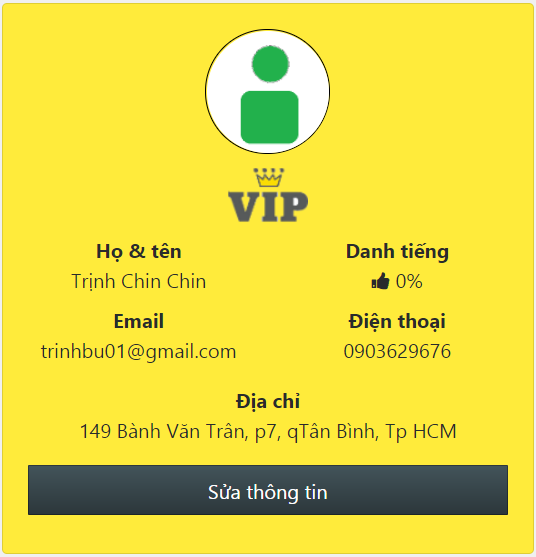 VIP
Họ & tên
Trịnh Chin Chin
Danh tiếng
0%
Email
trinhbu01@gmail.com
Điện thoại
0903629676
Địa chỉ
149 Bành Văn Trân, p7, qTân Bình, Tp HCM
Sửa thông tin